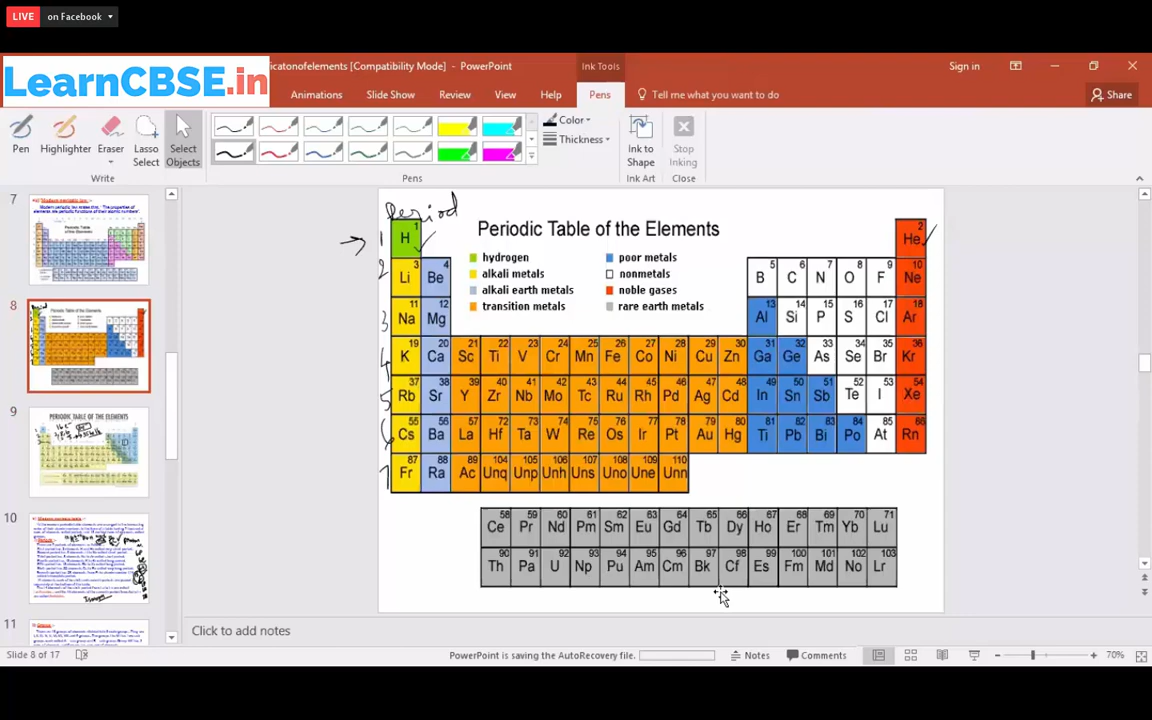 LIVE on Facebook
LearnCBSE.in
icatonofelements [Compatibility Mode] - PowerPoint
Ink Tools
Sign in
Animations Slide Show Review View Help Pens Tell me what you want to do Share
Pen Highlighter Eraser Lasso Select Select Objects
Color
Thickness
Ink to Shape Stop Inking
Write Pens Ink Art Close
7
8
9
10
11
Period
Periodic Table of the Elements
hydrogen poor metals
alkali metals nonmetals
alkali earth metals noble gases
transition metals rare earth metals
1 H 1 He 2
2 Li 3 Be 4 B 5 C 6 N 7 O 8 F 9 Ne 10
3 Na 11 Mg 12 Al 13 Si 14 P 15 S 16 Cl 17 Ar 18
4 K 19 Ca 20 Sc 21 Ti 22 V 23 Cr 24 Mn 25 Fe 26 Co 27 Ni 28 Cu 29 Zn 30 Ga 31 Ge 32 As 33 Se 34 Br 35 Kr 36
5 Rb 37 Sr 38 Y 39 Zr 40 Nb 41 Mo 42 Tc 43 Ru 44 Rh 45 Pd 46 Ag 47 Cd 48 In 49 Sn 50 Sb 51 Te 52 I 53 Xe 54
6 Cs 55 Ba 56 La 57 Hf 72 Ta 73 W 74 Re 75 Os 76 Ir 77 Pt 78 Au 79 Hg 80 Ti 81 Pb 82 Bi 83 Po 84 At 85 Rn 86
7 Fr 87 Ra 88 Ac 89 Unq 104 Unp 105 Unh 106 Uns 107 Uno 108 Une 109 Unn 110
Ce 58 Pr 59 Nd 60 Pm 61 Sm 62 Eu 63 Gd 64 Tb 65 Dy 66 Ho 67 Er 68 Tm 69 Yb 70 Lu 71
Th 90 Pa 91 U 92 Np 93 Pu 94 Am 95 Cm 96 Bk 97 Cf 98 Es 99 Fm 100 Md 101 No 102 Lr 103
Click to add notes
Slide 8 of 17 PowerPoint is saving the AutoRecovery file. Notes Comments 70%